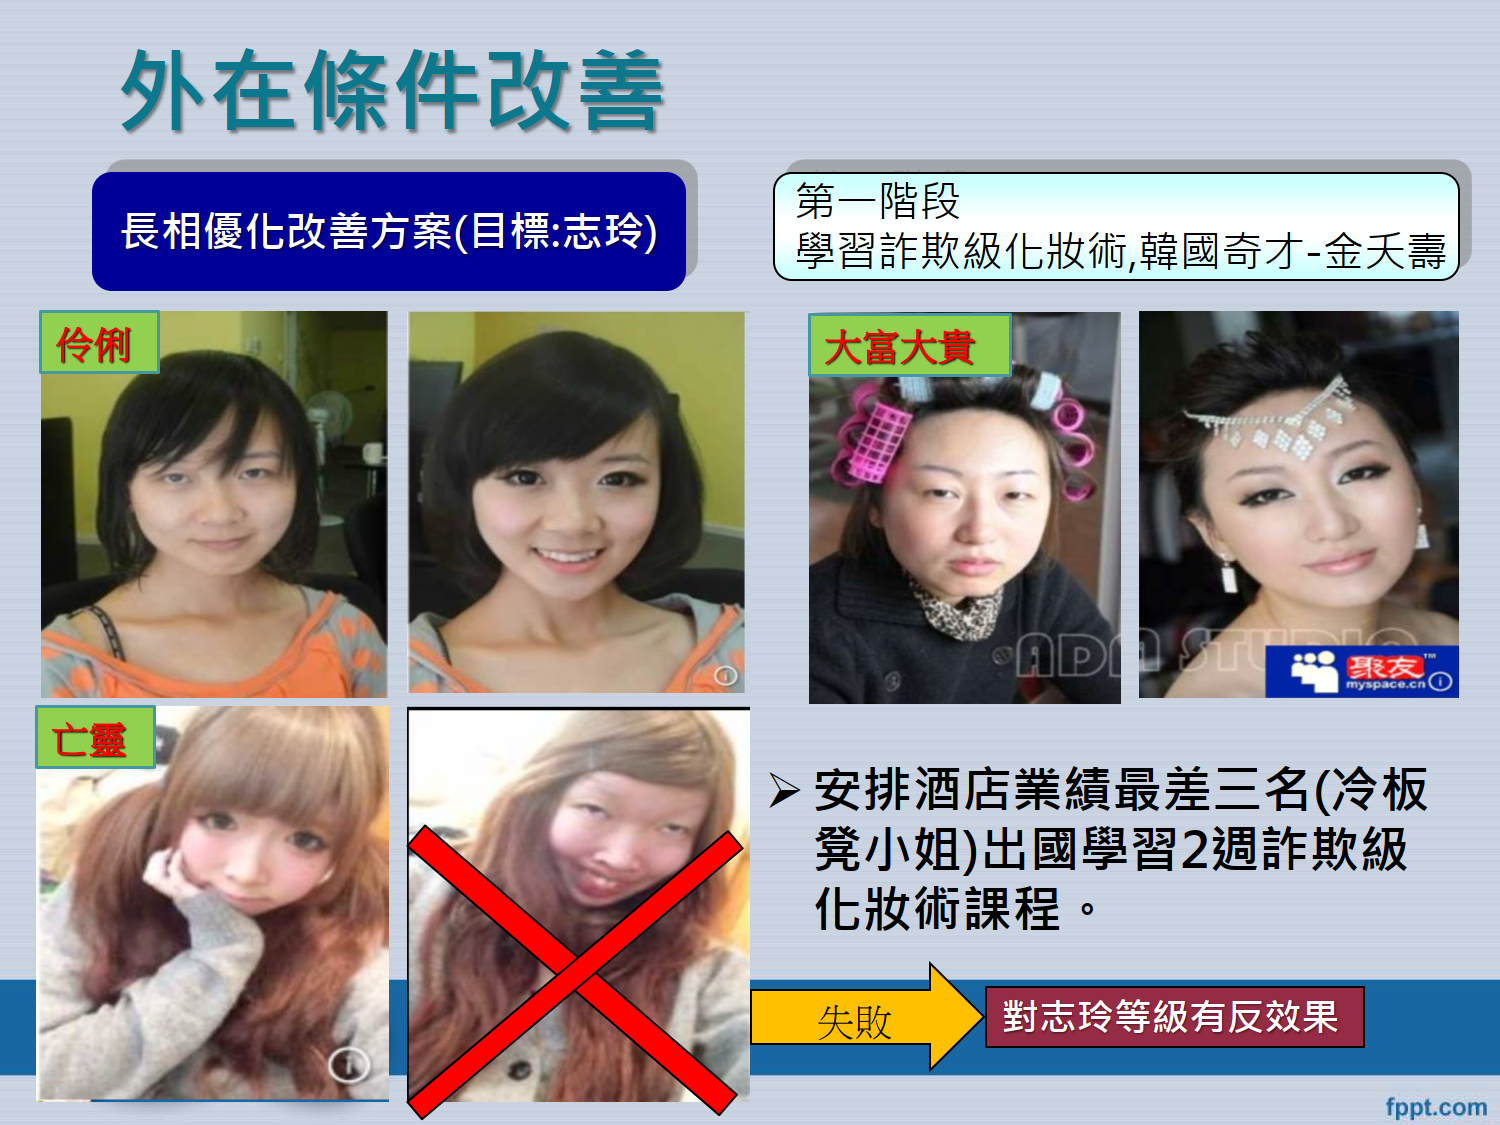 外在條件改善
長相優化改善方案(目標:志玲)
第一階段
學習詐欺級化妝術,韓國奇才-金夭壽
伶俐
大富大貴
ADA STUDIO
聚友™
myspace.cn
亡靈
➢ 安排酒店業績最差三名(冷板
凳小姐)出國學習2週詐欺級
化妝術課程。
失敗
對志玲等級有反效果
fppt.com